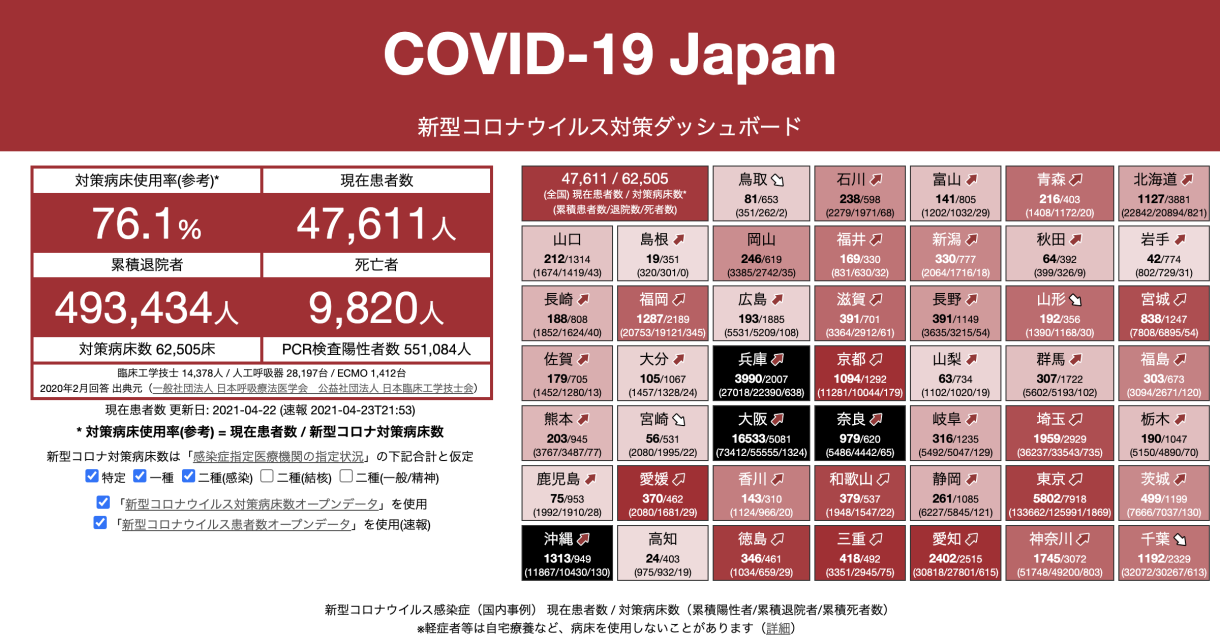 COVID-19 Japan
新型コロナウイルス対策ダッシュボード
対策病床使用率(参考)*
現在患者数
76.1%
47,611人
累積退院者
死亡者
493,434人
9,820人
対策病床数 62,505床
PCR検査陽性者数 551,084人
臨床工学技士 14,378人 / 人工呼吸器 28,197台 / ECMO 1,412台
2020年2月回答 出典元（一般社団法人 日本呼吸療法医学会　公益社団法人 日本臨床工学技士会）
現在患者数 更新日: 2021-04-22 (速報 2021-04-23T21:53)
* 対策病床使用率(参考) = 現在患者数 / 新型コロナ対策病床数
新型コロナ対策病床数は「感染症指定医療機関の指定状況」の下記合計と仮定
特定 一種 二種(感染) 二種(結核) 二種(一般/精神)
「新型コロナウイルス対策病床数オープンデータ」を使用
「新型コロナウイルス患者数オープンデータ」を使用(速報)
47,611 / 62,505
(全国) 現在患者数 / 対策病床数*
(累積患者数/退院数/死者数)
鳥取
81/653
(351/262/2)
石川
238/598
(2279/1971/68)
富山
141/805
(1202/1032/29)
青森
216/403
(1408/1172/20)
北海道
1127/3881
(22842/20894/821)
山口
212/1314
(1674/1419/43)
島根
19/351
(320/301/0)
岡山
246/619
(3385/2742/35)
福井
169/330
(831/630/32)
新潟
330/777
(2064/1716/18)
秋田
64/392
(399/326/9)
岩手
42/774
(802/729/31)
長崎
188/808
(1852/1624/40)
福岡
1287/2189
(20753/19121/345)
広島
193/1885
(5531/5209/108)
滋賀
391/701
(3364/2912/61)
長野
391/1149
(3635/3215/54)
山形
192/356
(1390/1168/30)
宮城
838/1247
(7808/6895/54)
佐賀
179/705
(1452/1280/13)
大分
105/1067
(1457/1328/24)
兵庫
3990/2007
(27018/22390/638)
京都
1094/1292
(11281/10044/179)
山梨
63/734
(1102/1020/19)
群馬
307/1722
(5602/5193/102)
福島
303/673
(3094/2671/120)
熊本
203/945
(3767/3487/77)
宮崎
56/531
(2080/1995/22)
大阪
16533/5081
(73412/55555/1324)
奈良
979/620
(5486/4442/65)
岐阜
316/1235
(5492/5047/129)
埼玉
1959/2929
(36237/33543/735)
栃木
190/1047
(5150/4890/70)
鹿児島
75/953
(1992/1910/28)
愛媛
370/462
(2080/1681/29)
香川
143/310
(1124/966/20)
和歌山
379/537
(1948/1547/22)
静岡
261/1085
(6227/5845/121)
東京
5802/7918
(133662/125991/1869)
茨城
499/1199
(7666/7037/130)
沖縄
1313/949
(11867/10430/130)
高知
24/403
(975/932/19)
徳島
346/461
(1034/659/29)
三重
418/492
(3351/2945/75)
愛知
2402/2515
(30818/27801/615)
神奈川
1745/3072
(51748/49200/803)
千葉
1192/2329
(32072/30267/613)
新型コロナウイルス感染症（国内事例） 現在患者数 / 対策病床数（累積陽性者/累積退院者/累積死者数）
※軽症者等は自宅療養など、病床を使用しないことがあります（詳細）